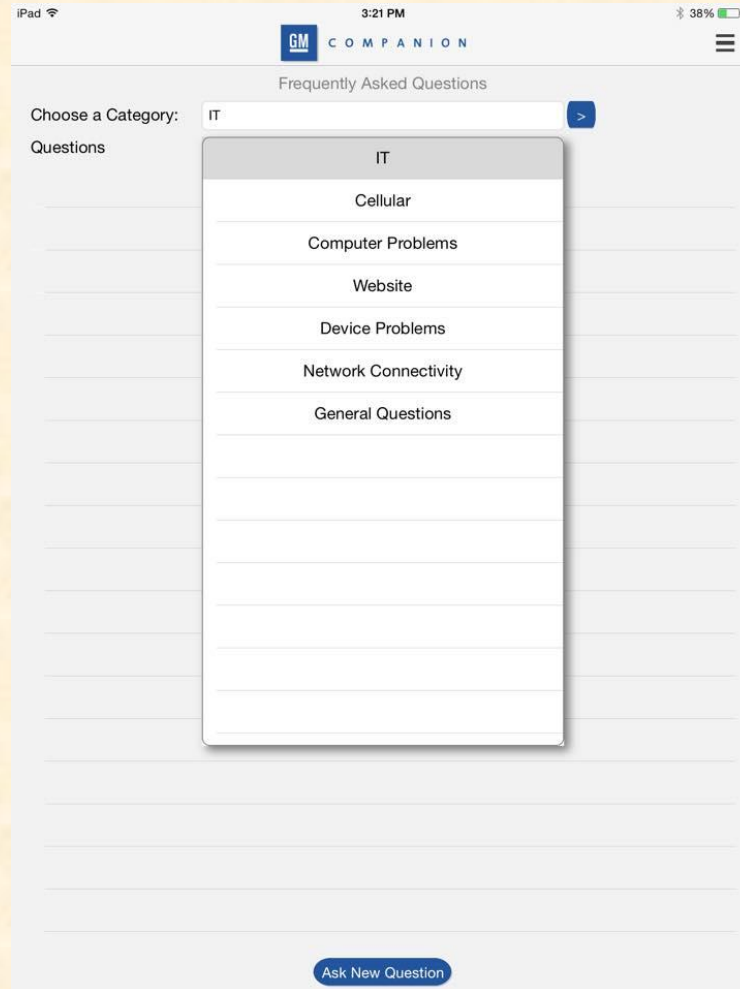 iPad 3:21 PM 38%
GM COMPANION
Frequently Asked Questions
Choose a Category: IT >
Questions
IT
Cellular
Computer Problems
Website
Device Problems
Network Connectivity
General Questions
Ask New Question